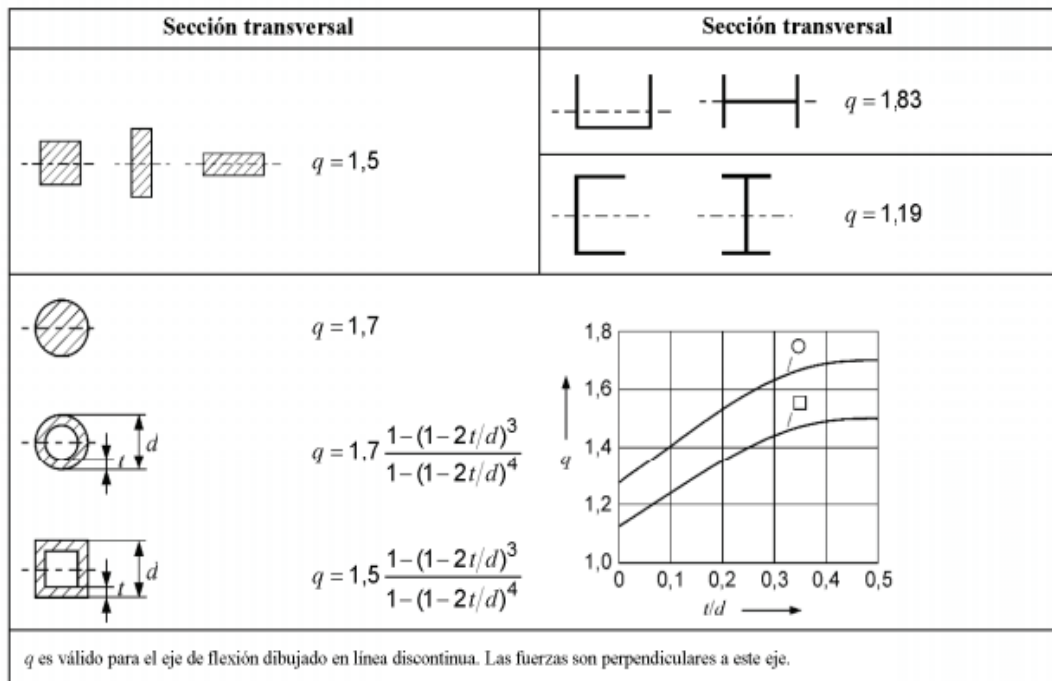 Sección transversal
Sección transversal
q = 1,5
q = 1,83
q = 1,19
q = 1,7
d
t
q = 1,7 \frac{1-(1-2t/d)^3}{1-(1-2t/d)^4}
d
t
q = 1,5 \frac{1-(1-2t/d)^3}{1-(1-2t/d)^4}
1,8
1,6
1,4
1,2
1,0
q
0 0,1 0,2 0,3 0,4 0,5
t/d
q es válido para el eje de flexión dibujado en línea discontinua. Las fuerzas son perpendiculares a este eje.